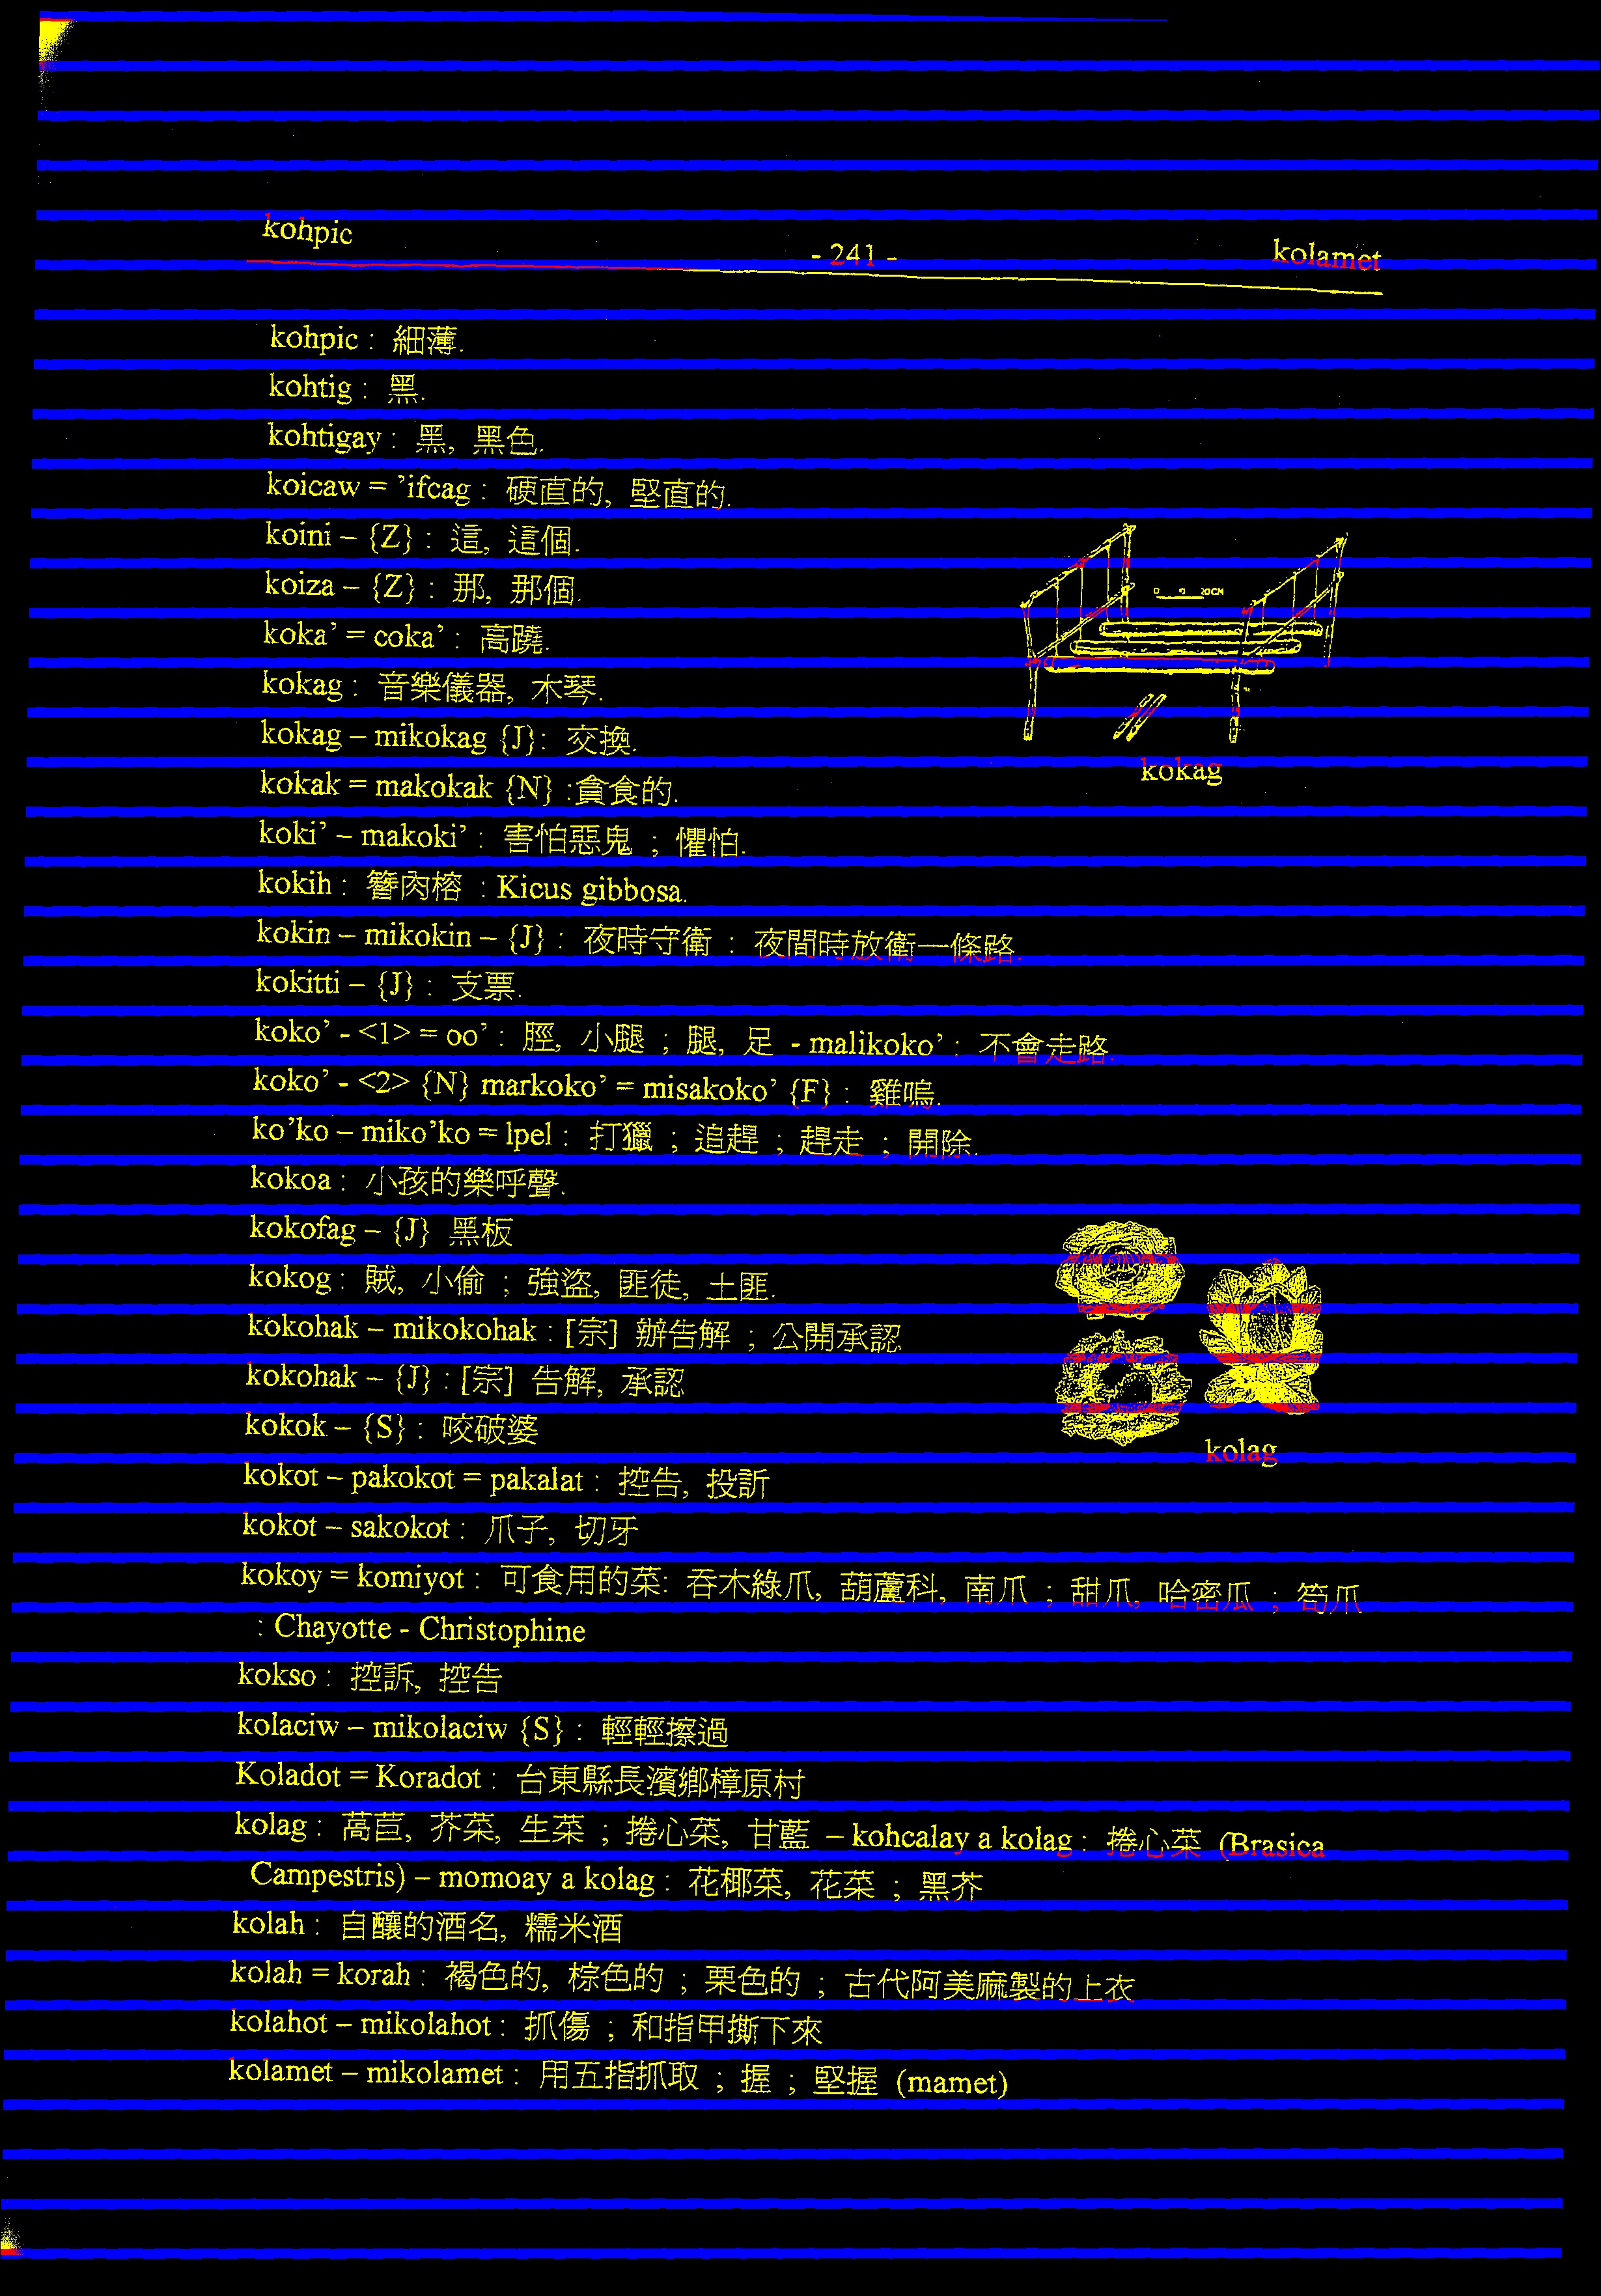 kohpic - 241 - kolamet
kohpic : 細薄.
kohtig : 黑.
kohtigay : 黑, 黑色.
koicaw = ’ifcag : 硬直的, 堅直的.
koini – {Z} : 這, 這個.
koiza – {Z} : 那, 那個.
0 20CM
koka’ = coka’ : 高蹺.
kokag : 音樂儀器, 木琴.
kokag – mikokag {J} : 交換.
kokag
kokak = makokak {N} :貪食的.
koki’ – makoki’ : 害怕惡鬼 ; 懼怕.
kokih : 簪肉榕 : Kicus gibbosa.
kokin – mikokin – {J} : 夜時守衛 : 夜間時放衛一條路.
kokitti – {J} : 支票.
koko’ - <1> = oo’ : 脛, 小腿 ; 腿, 足 - malikoko’ : 不會走路.
koko’ - <2> {N} markoko’ = misakoko’ {F} : 雞嗚.
ko’ko – miko’ko = lpel : 打獵 ; 追趕 ; 趕走 ; 開除.
kokoa : 小孩的樂呼聲.
kokofag – {J} 黑板
kokog : 賊, 小偷 ; 強盜, 匪徒, 土匪.
kokohak – mikokohak : [宗] 辦告解 ; 公開承認
kokohak – {J} : [宗] 告解, 承認
kokok – {S} : 咬破婆
kolag
kokot – pakokot = pakalat : 控告, 投訴
kokot – sakokot : 爪子, 切牙
kokoy = komiyot : 可食用的菜: 吞木綠爪, 葫蘆科, 南爪 ; 甜爪, 哈密瓜 ; 筍爪
: Chayotte - Christophine
kokso : 控訴, 控告
kolaciw – mikolaciw {S} : 輕輕擦過
Koladot = Koradot : 台東縣長濱鄉樟原村
kolag : 萵苣, 芥菜, 生菜 ; 捲心菜, 甘藍 – kohcalay a kolag : 捲心菜 (Brasica
Campestris) – momoay a kolag : 花椰菜, 花菜 ; 黑芥
kolah : 自釀的酒名, 糯米酒
kolah = korah : 褐色的, 棕色的 ; 栗色的 ; 古代阿美麻製的上衣
kolahot – mikolahot : 抓傷 ; 和指甲撕下來
kolamet – mikolamet : 用五指抓取 ; 握 ; 堅握 (mamet)